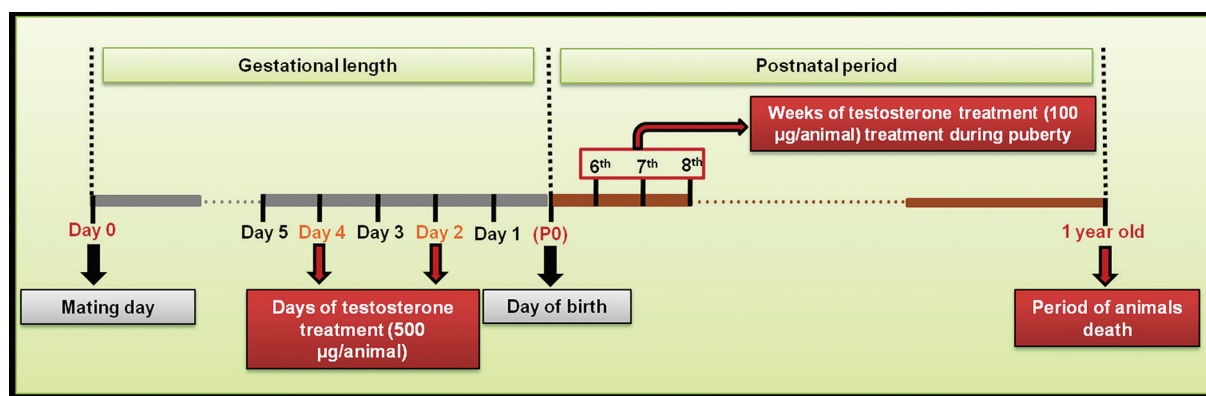 Gestational length
Postnatal period
Weeks of testosterone treatment (100
µg/animal) treatment during puberty
6th 7th 8th
Day 0
Day 5 Day 4 Day 3 Day 2 Day 1 (P0)
1 year old
Mating day
Days of testosterone
treatment (500
µg/animal)
Day of birth
Period of animals
death